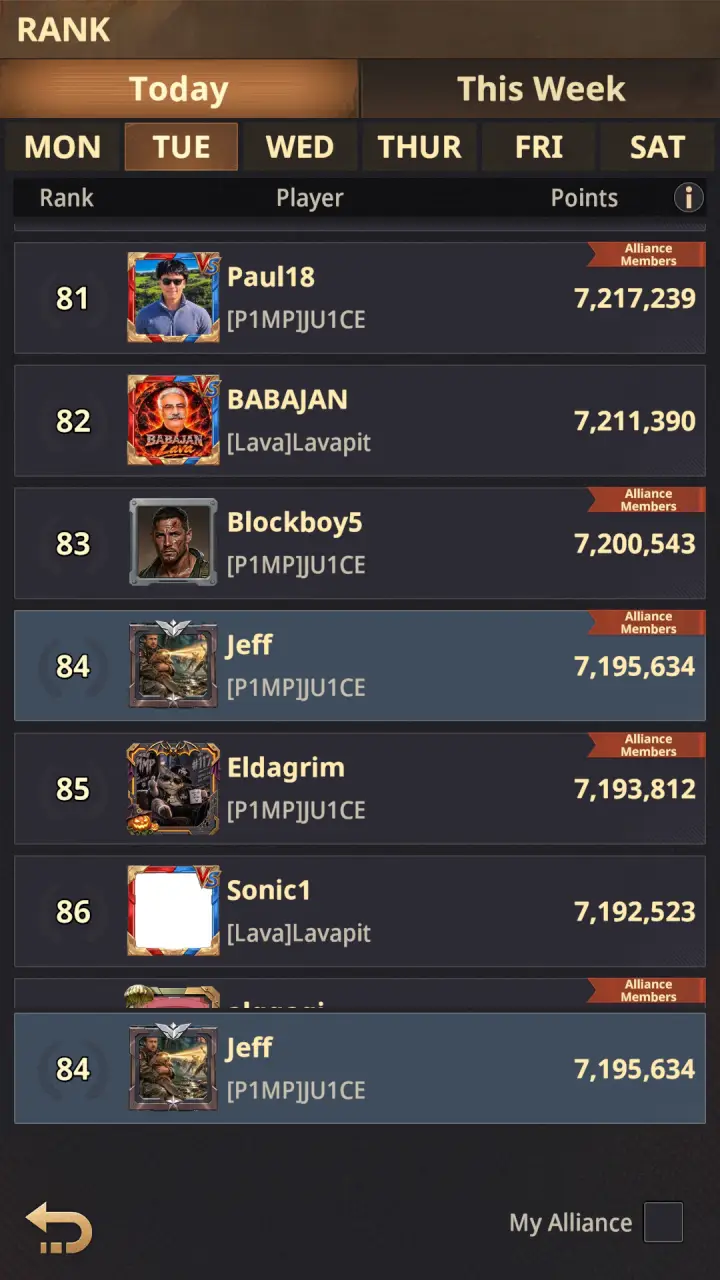 RANK
Today
This Week
MON
TUE
WED
THUR
FRI
SAT
Rank
Player
Points
Alliance
Members
81
Paul18
[P1MP]JU1CE
7,217,239
82
BABAJAN
[Lava]Lavapit
7,211,390
BABAJAN
Lava
Alliance
Members
83
Blockboy5
[P1MP]JU1CE
7,200,543
Alliance
Members
84
Jeff
[P1MP]JU1CE
7,195,634
Alliance
Members
85
Eldagrim
[P1MP]JU1CE
7,193,812
86
Sonic1
[Lava]Lavapit
7,192,523
Alliance
Members
84
Jeff
[P1MP]JU1CE
7,195,634
My Alliance